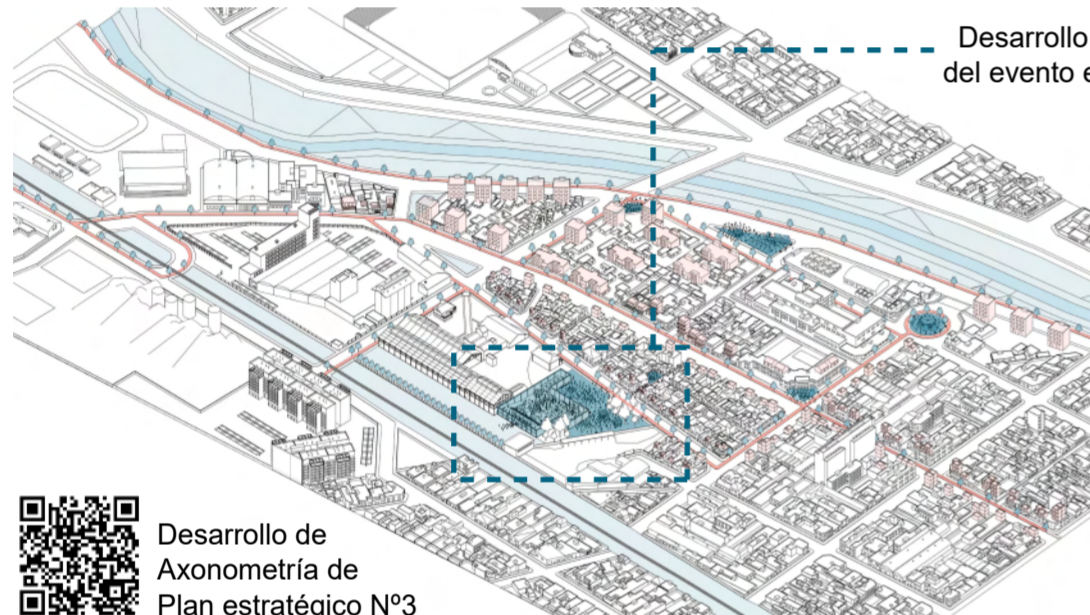 Desarrollo
del evento e
Desarrollo de
Axonometría de
Plan estratégico Nº3